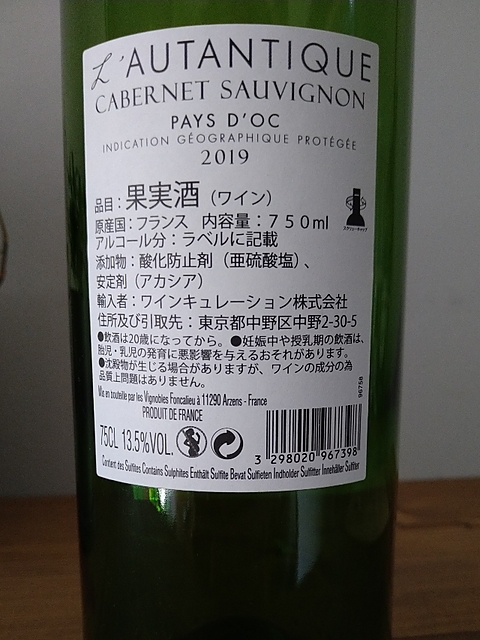 L'AUTANTIQUE
CABERNET SAUVIGNON
PAYS D'OC
INDICATION GÉOGRAPHIQUE PROTÉGÉE
2019
品目：果実酒（ワイン）
原産国：フランス 内容量：７５０ml
アルコール分：ラベルに記載
添加物：酸化防止剤（亜硫酸塩）、
安定剤（アカシア）
輸入者：ワインキュレーション株式会社
住所及び引取先：東京都中野区中野2-30-5
●飲酒は20歳になってから。●妊娠中や授乳期の飲酒は、
胎児・乳児の発育に悪影響を与えるおそれがあります。
●沈殿物が生じる場合がありますが、ワインの成分の為
品質上問題はありません。
スクリューキャップ
96758
Mis en bouteille par les Vignobles Foncalieu à 11290 Arzens - France
PRODUIT DE FRANCE
75CL 13.5%VOL.
3 298020 967398
Contient des Sulfites Contains Sulphites Enthält Sulfite Bevat Sulfieten Indholder Sulfitter Innehåller Sulfiter